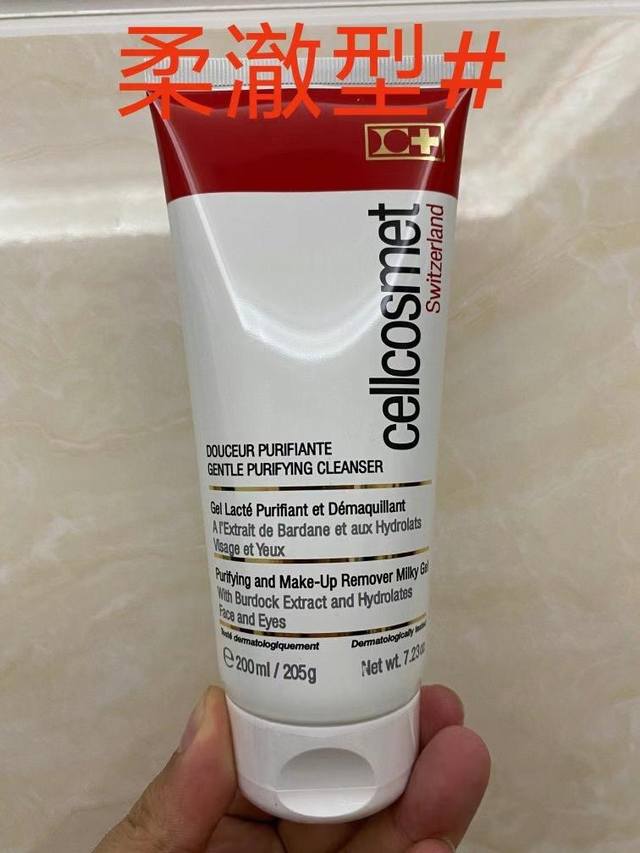 柔澈型#
cellcosmet
Switzerland
DOUCEUR PURIFIANTE
GENTLE PURIFYING CLEANSER
Gel Lacté Purifiant et Démaquillant
A l'Extrait de Bardane et aux Hydrolats
Visage et Yeux
Purifying and Make-Up Remover Milky Gel
With Burdock Extract and Hydrolates
Face and Eyes
Testé dermatologiquement
Dermatologically
℮200ml / 205g
Net wt. 7.23